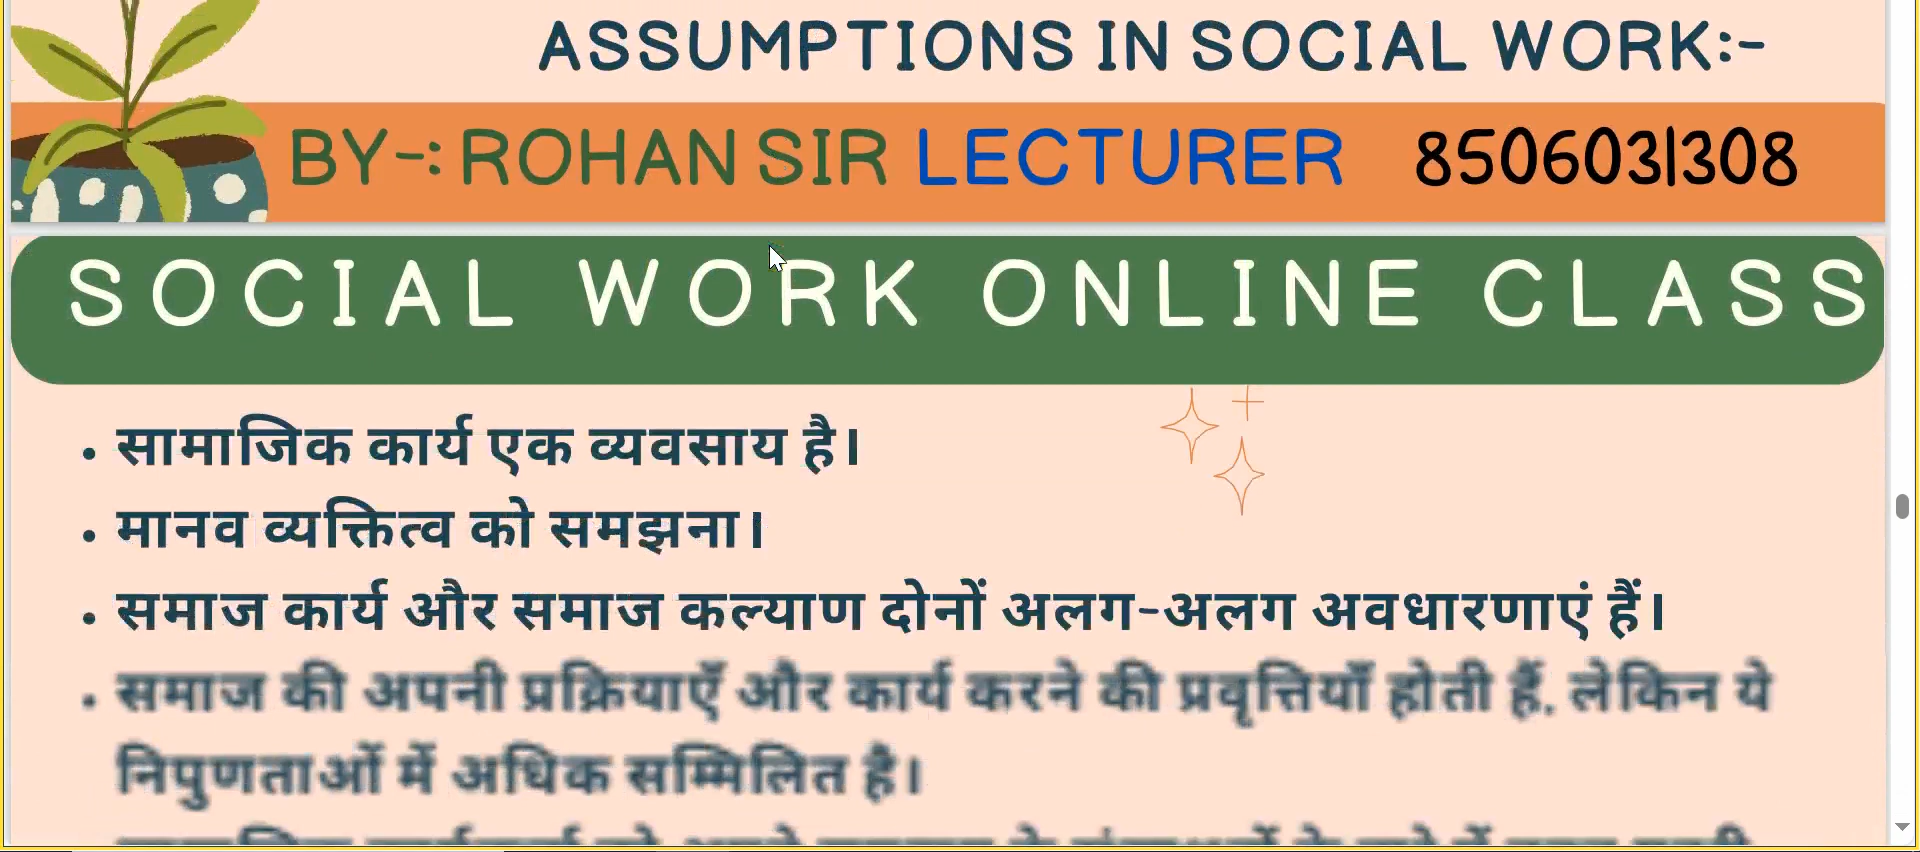 ASSUMPTIONS IN SOCIAL WORK:-
BY-: ROHAN SIR LECTURER 8506031308
SOCIAL WORK ONLINE CLASS
• सामाजिक कार्य एक व्यवसाय है।
• मानव व्यक्तित्व को समझना।
• समाज कार्य और समाज कल्याण दोनों अलग-अलग अवधारणाएं हैं।
• समाज की अपनी प्रक्रियाएँ और कार्य करने की प्रवृत्तियाँ होती हैं, लेकिन ये
निपुणताओं में अधिक सम्मिलित है।